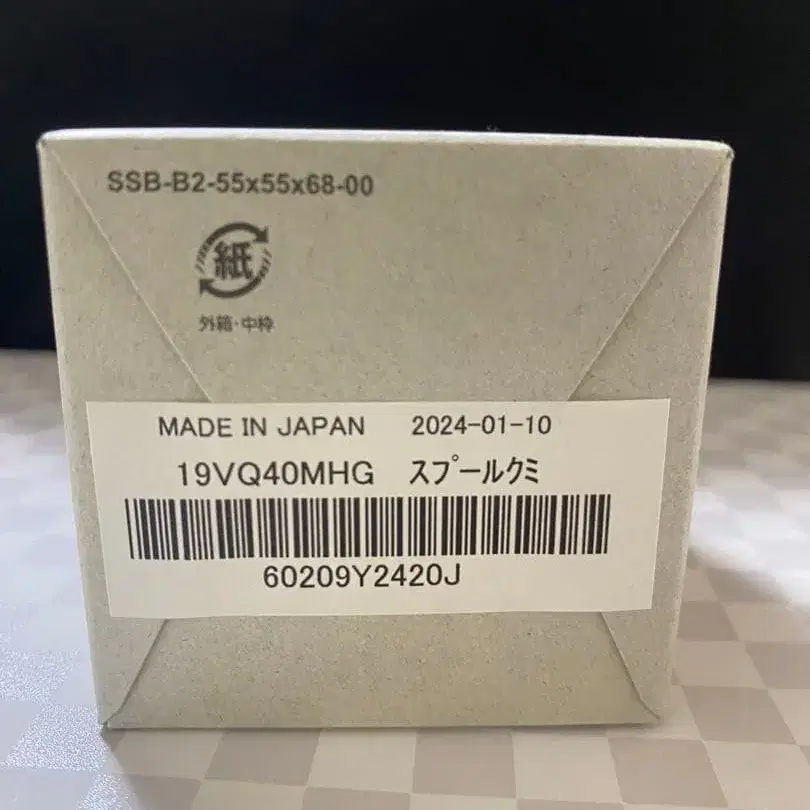 SSB-B2-55x55x68-00
紙
外箱・中枠
MADE IN JAPAN 2024-01-10
19VQ40MHG スプールクミ
60209Y2420J